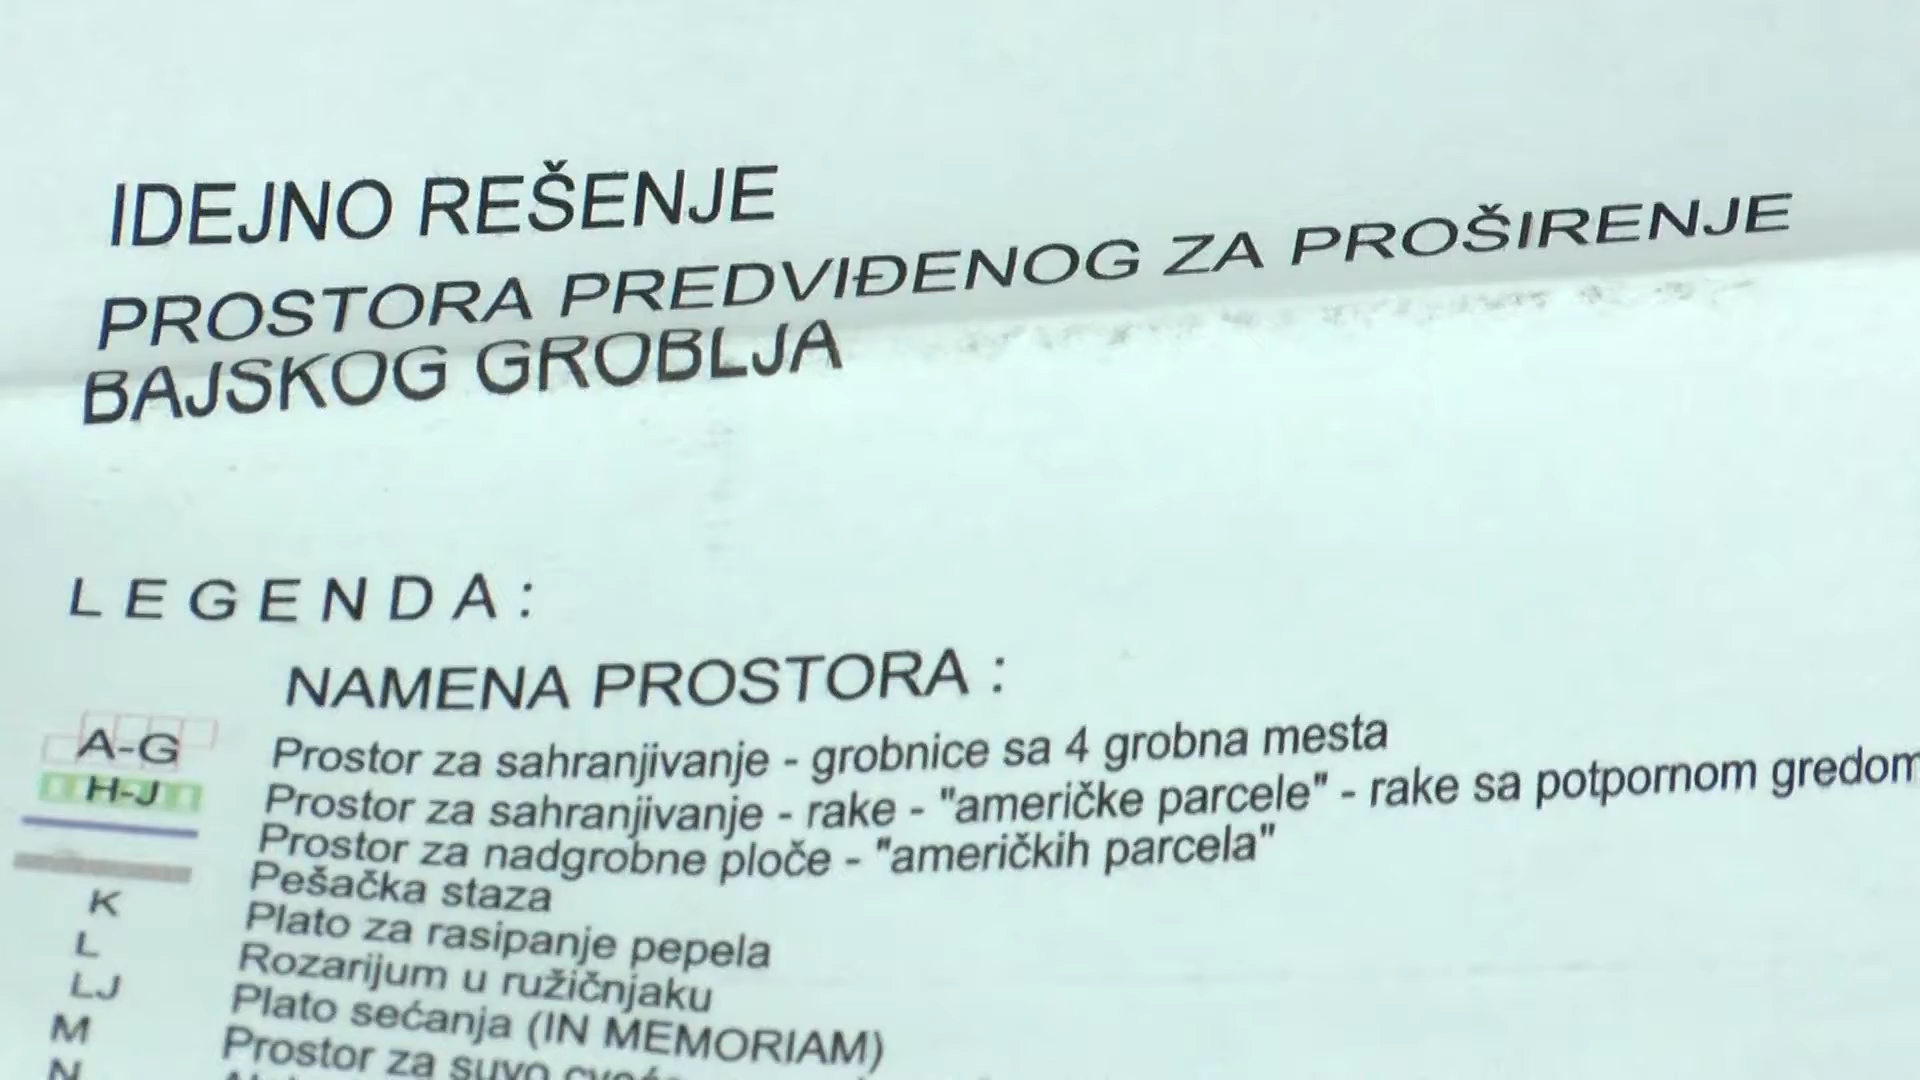 IDEJNO REŠENJE
PROSTORA PREDVIĐENOG ZA PROŠIRENJE
BAJSKOG GROBLJA
LEGENDA:
NAMENA PROSTORA :
A-G Prostor za sahranjivanje - grobnice sa 4 grobna mesta
H-J Prostor za sahranjivanje - rake - "američke parcele" - rake sa potpornom gredom
Prostor za nadgrobne ploče - "američkih parcela"
Pešačka staza
K Plato za rasipanje pepela
L Rozarijum u ružičnjaku
LJ Plato sećanja (IN MEMORIAM)
M Prostor za suvo
N